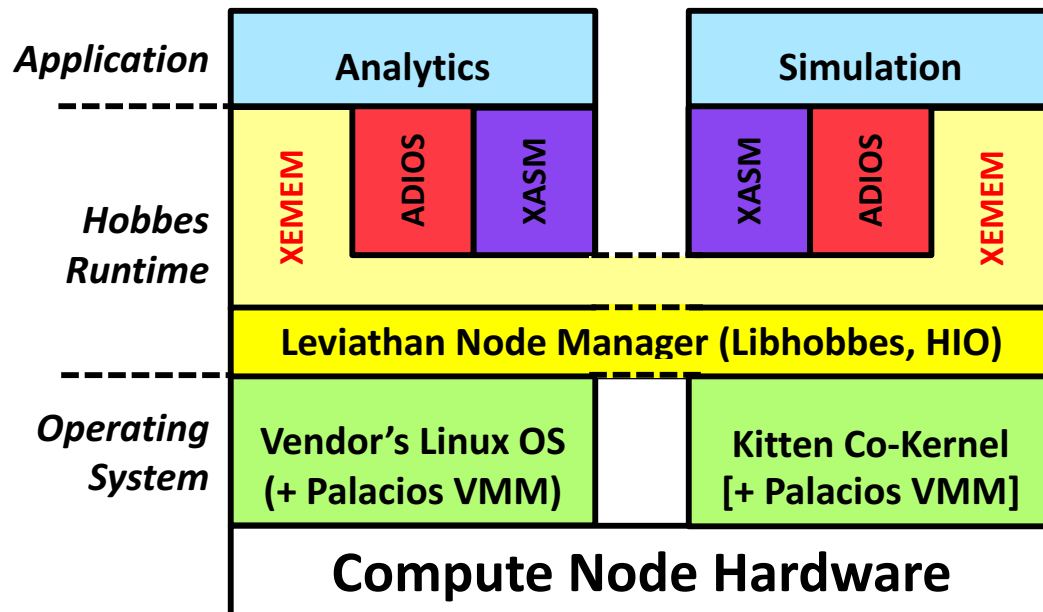 Application
Analytics
Simulation
Hobbes
Runtime
XEMEM
ADIOS
XASM
XASM
ADIOS
XEMEM
Leviathan Node Manager (Libhobbes, HIO)
Operating
System
Vendor’s Linux OS
(+ Palacios VMM)
Kitten Co-Kernel
[+ Palacios VMM]
Compute Node Hardware